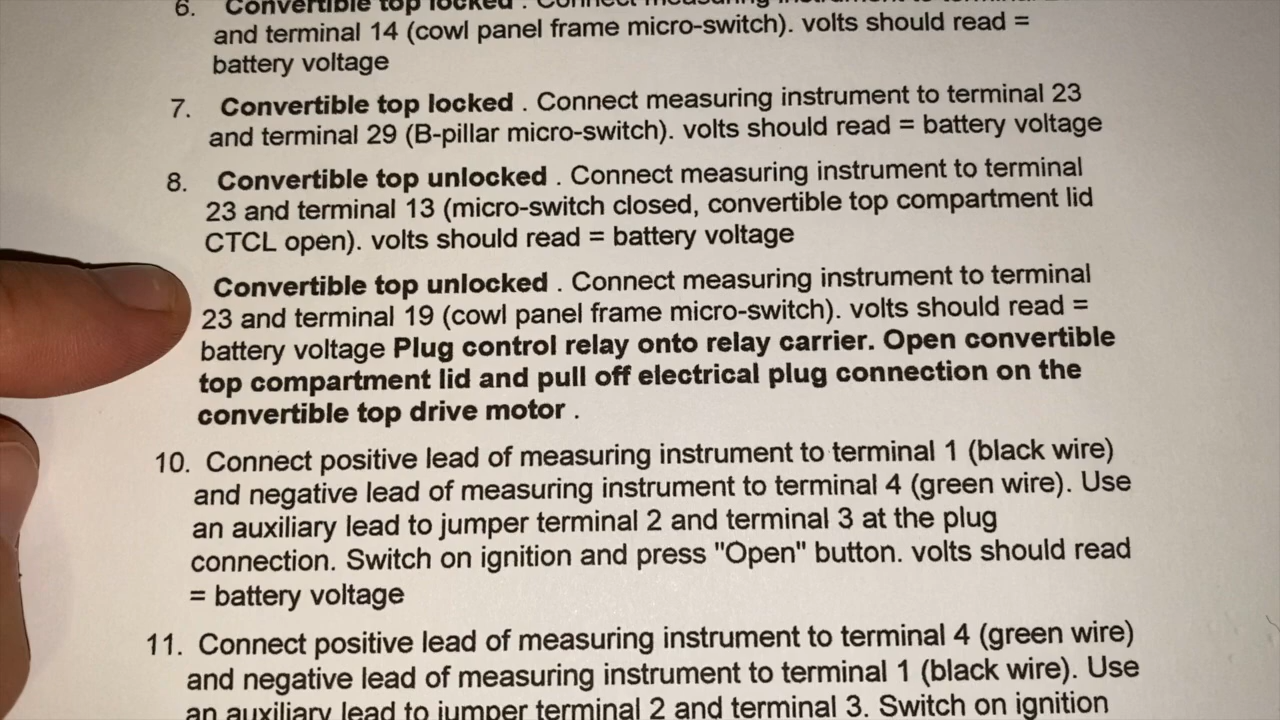 6. Convertible top locked . Connect measuring instrument to terminal
and terminal 14 (cowl panel frame micro-switch). volts should read =
battery voltage
7. Convertible top locked . Connect measuring instrument to terminal 23
and terminal 29 (B-pillar micro-switch). volts should read = battery voltage
8. Convertible top unlocked . Connect measuring instrument to terminal
23 and terminal 13 (micro-switch closed, convertible top compartment lid
CTCL open). volts should read = battery voltage
Convertible top unlocked . Connect measuring instrument to terminal
23 and terminal 19 (cowl panel frame micro-switch). volts should read =
battery voltage Plug control relay onto relay carrier. Open convertible
top compartment lid and pull off electrical plug connection on the
convertible top drive motor .
10. Connect positive lead of measuring instrument to terminal 1 (black wire)
and negative lead of measuring instrument to terminal 4 (green wire). Use
an auxiliary lead to jumper terminal 2 and terminal 3 at the plug
connection. Switch on ignition and press "Open" button. volts should read
= battery voltage
11. Connect positive lead of measuring instrument to terminal 4 (green wire)
and negative lead of measuring instrument to terminal 1 (black wire). Use
an auxiliary lead to jumper terminal 2 and terminal 3. Switch on ignition